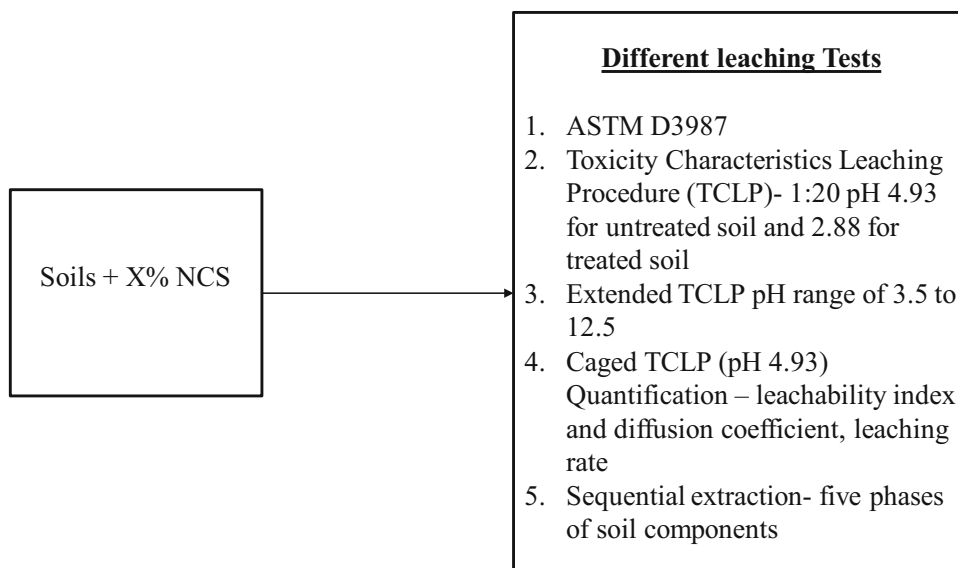 Different leaching Tests
1. ASTM D3987
2. Toxicity Characteristics Leaching
Procedure (TCLP)- 1:20 pH 4.93
for untreated soil and 2.88 for
treated soil
3. Extended TCLP pH range of 3.5 to
12.5
4. Caged TCLP (pH 4.93)
Quantification – leachability index
and diffusion coefficient, leaching
rate
5. Sequential extraction- five phases
of soil components
Soils + X% NCS